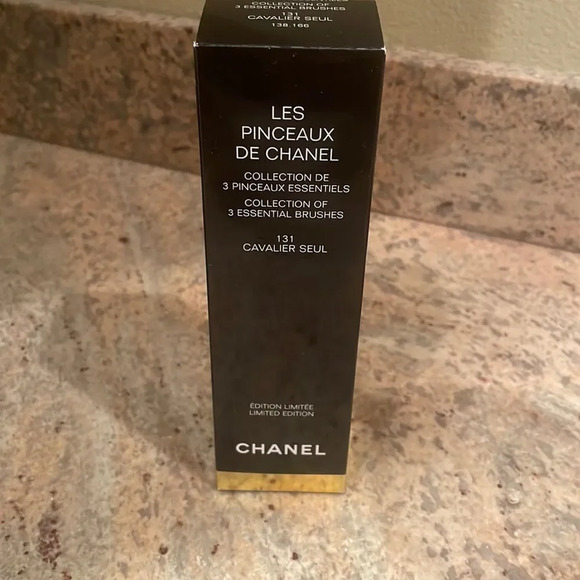 COLLECTION OF
3 ESSENTIAL BRUSHES
131
CAVALIER SEUL
138.166
LES
PINCEAUX
DE CHANEL
COLLECTION DE
3 PINCEAUX ESSENTIELS
COLLECTION OF
3 ESSENTIAL BRUSHES
131
CAVALIER SEUL
ÉDITION LIMITÉE
LIMITED EDITION
CHANEL